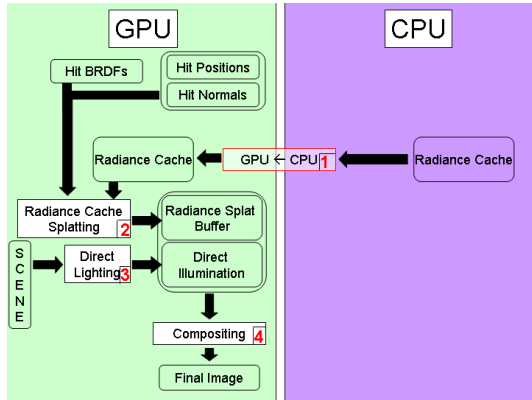 GPU
CPU
Hit BRDFs
Hit Positions
Hit Normals
Radiance Cache
GPU ← CPU 1
Radiance Cache
Radiance Cache
Splatting 2
Radiance Splat
Buffer
SCENE
Direct
Lighting 3
Direct
Illumination
Compositing 4
Final Image